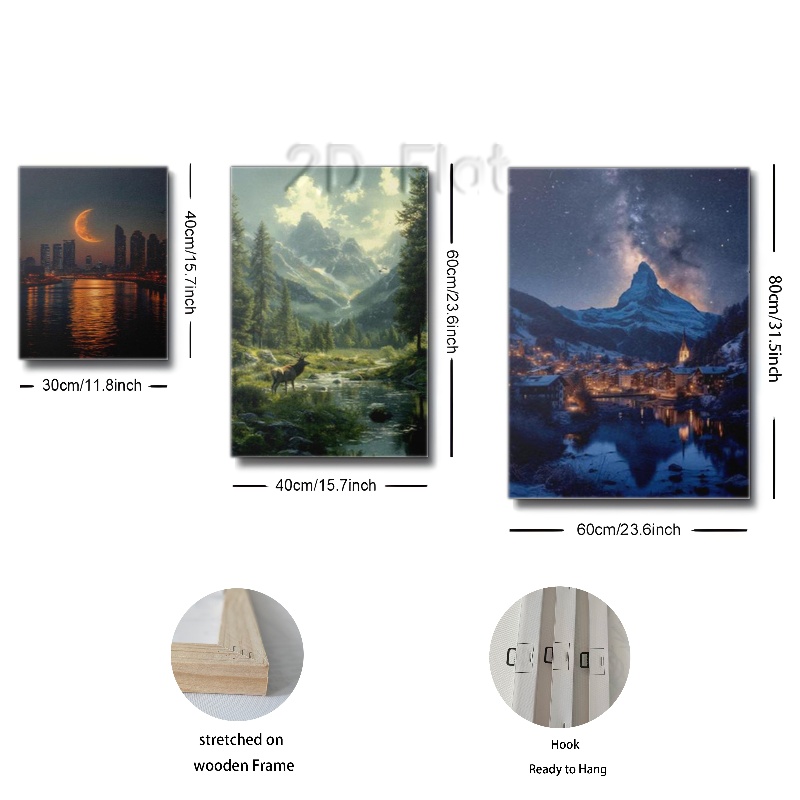 2D Flat
40cm/15.7inch
30cm/11.8inch
60cm/23.6inch
40cm/15.7inch
80cm/31.5inch
60cm/23.6inch
stretched on
wooden Frame
Hook
Ready to Hang